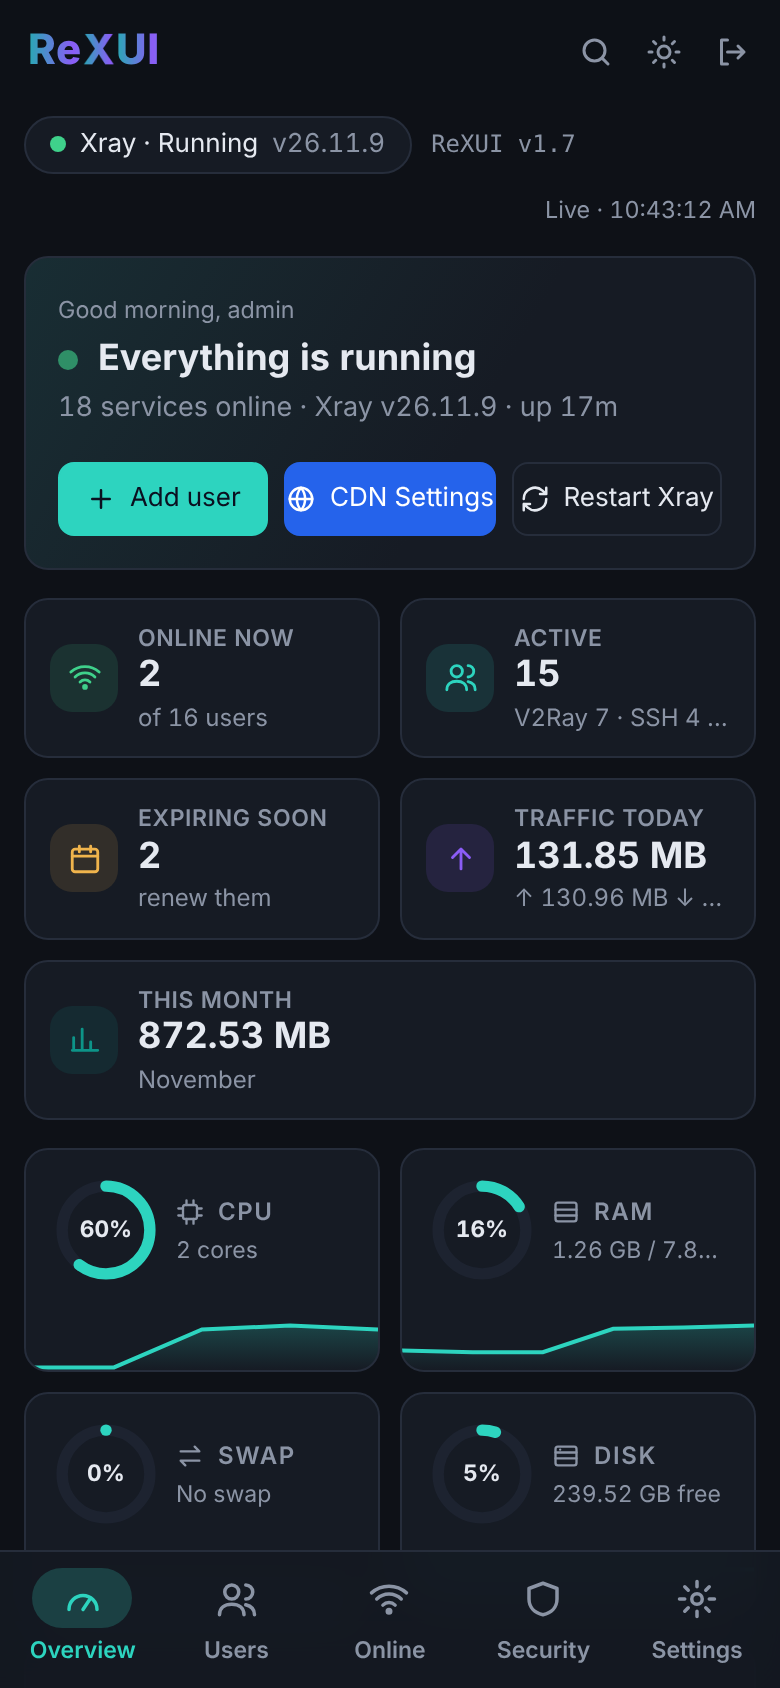 ReXUI
Xray · Running v26.11.9 ReXUI v1.7
Live · 10:43:12 AM
Good morning, admin
Everything is running
18 services online · Xray v26.11.9 · up 17m
Add user CDN Settings Restart Xray
ONLINE NOW
2
of 16 users
ACTIVE
15
V2Ray 7 · SSH 4 ...
EXPIRING SOON
2
renew them
TRAFFIC TODAY
131.85 MB
↑ 130.96 MB ↓ ...
THIS MONTH
872.53 MB
November
60% CPU
2 cores
16% RAM
1.26 GB / 7.8...
0% SWAP
No swap
5% DISK
239.52 GB free
Overview Users Online Security Settings